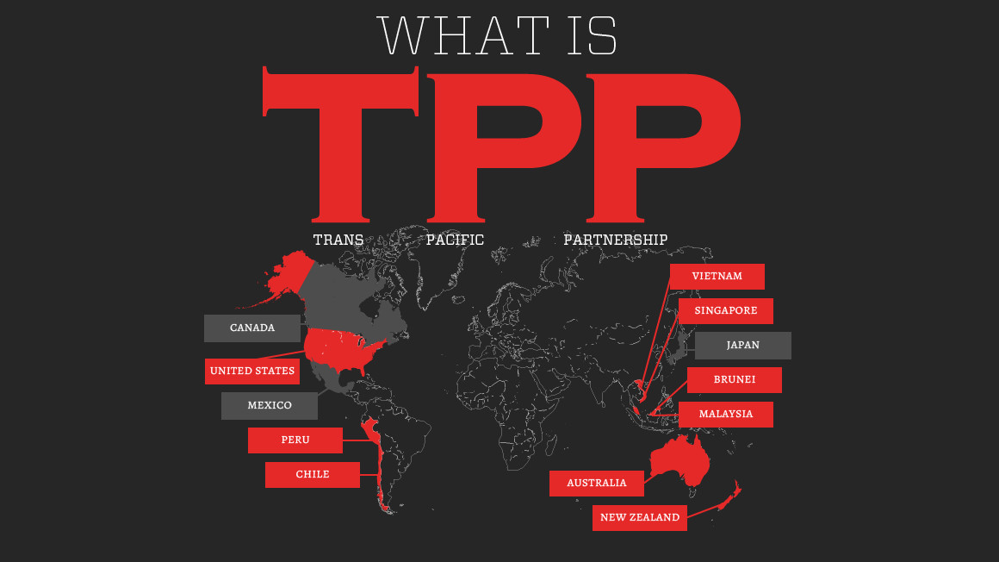 WHAT IS
TPP
TRANS PACIFIC PARTNERSHIP
VIETNAM
SINGAPORE
CANADA
JAPAN
UNITED STATES
BRUNEI
MEXICO
MALAYSIA
PERU
CHILE
AUSTRALIA
NEW ZEALAND